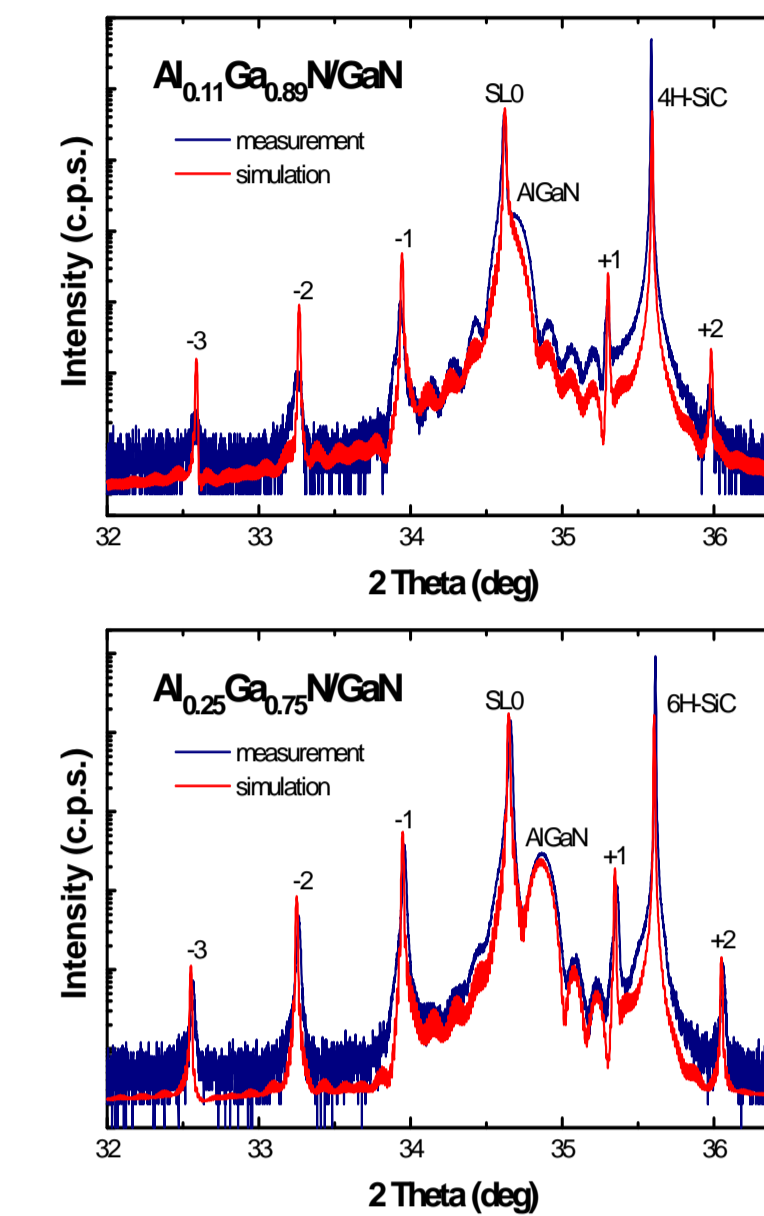 Al0.11Ga0.89N/GaN
SL0
4H-SiC
measurement
simulation
AlGaN
-1
+1
-2
+2
-3
Intensity (c.p.s.)
32 33 34 35 36
2 Theta (deg)
Al0.25Ga0.75N/GaN
SL0
6H-SiC
measurement
simulation
-1
AlGaN
+1
-2
+2
-3
Intensity (c.p.s.)
32 33 34 35 36
2 Theta (deg)